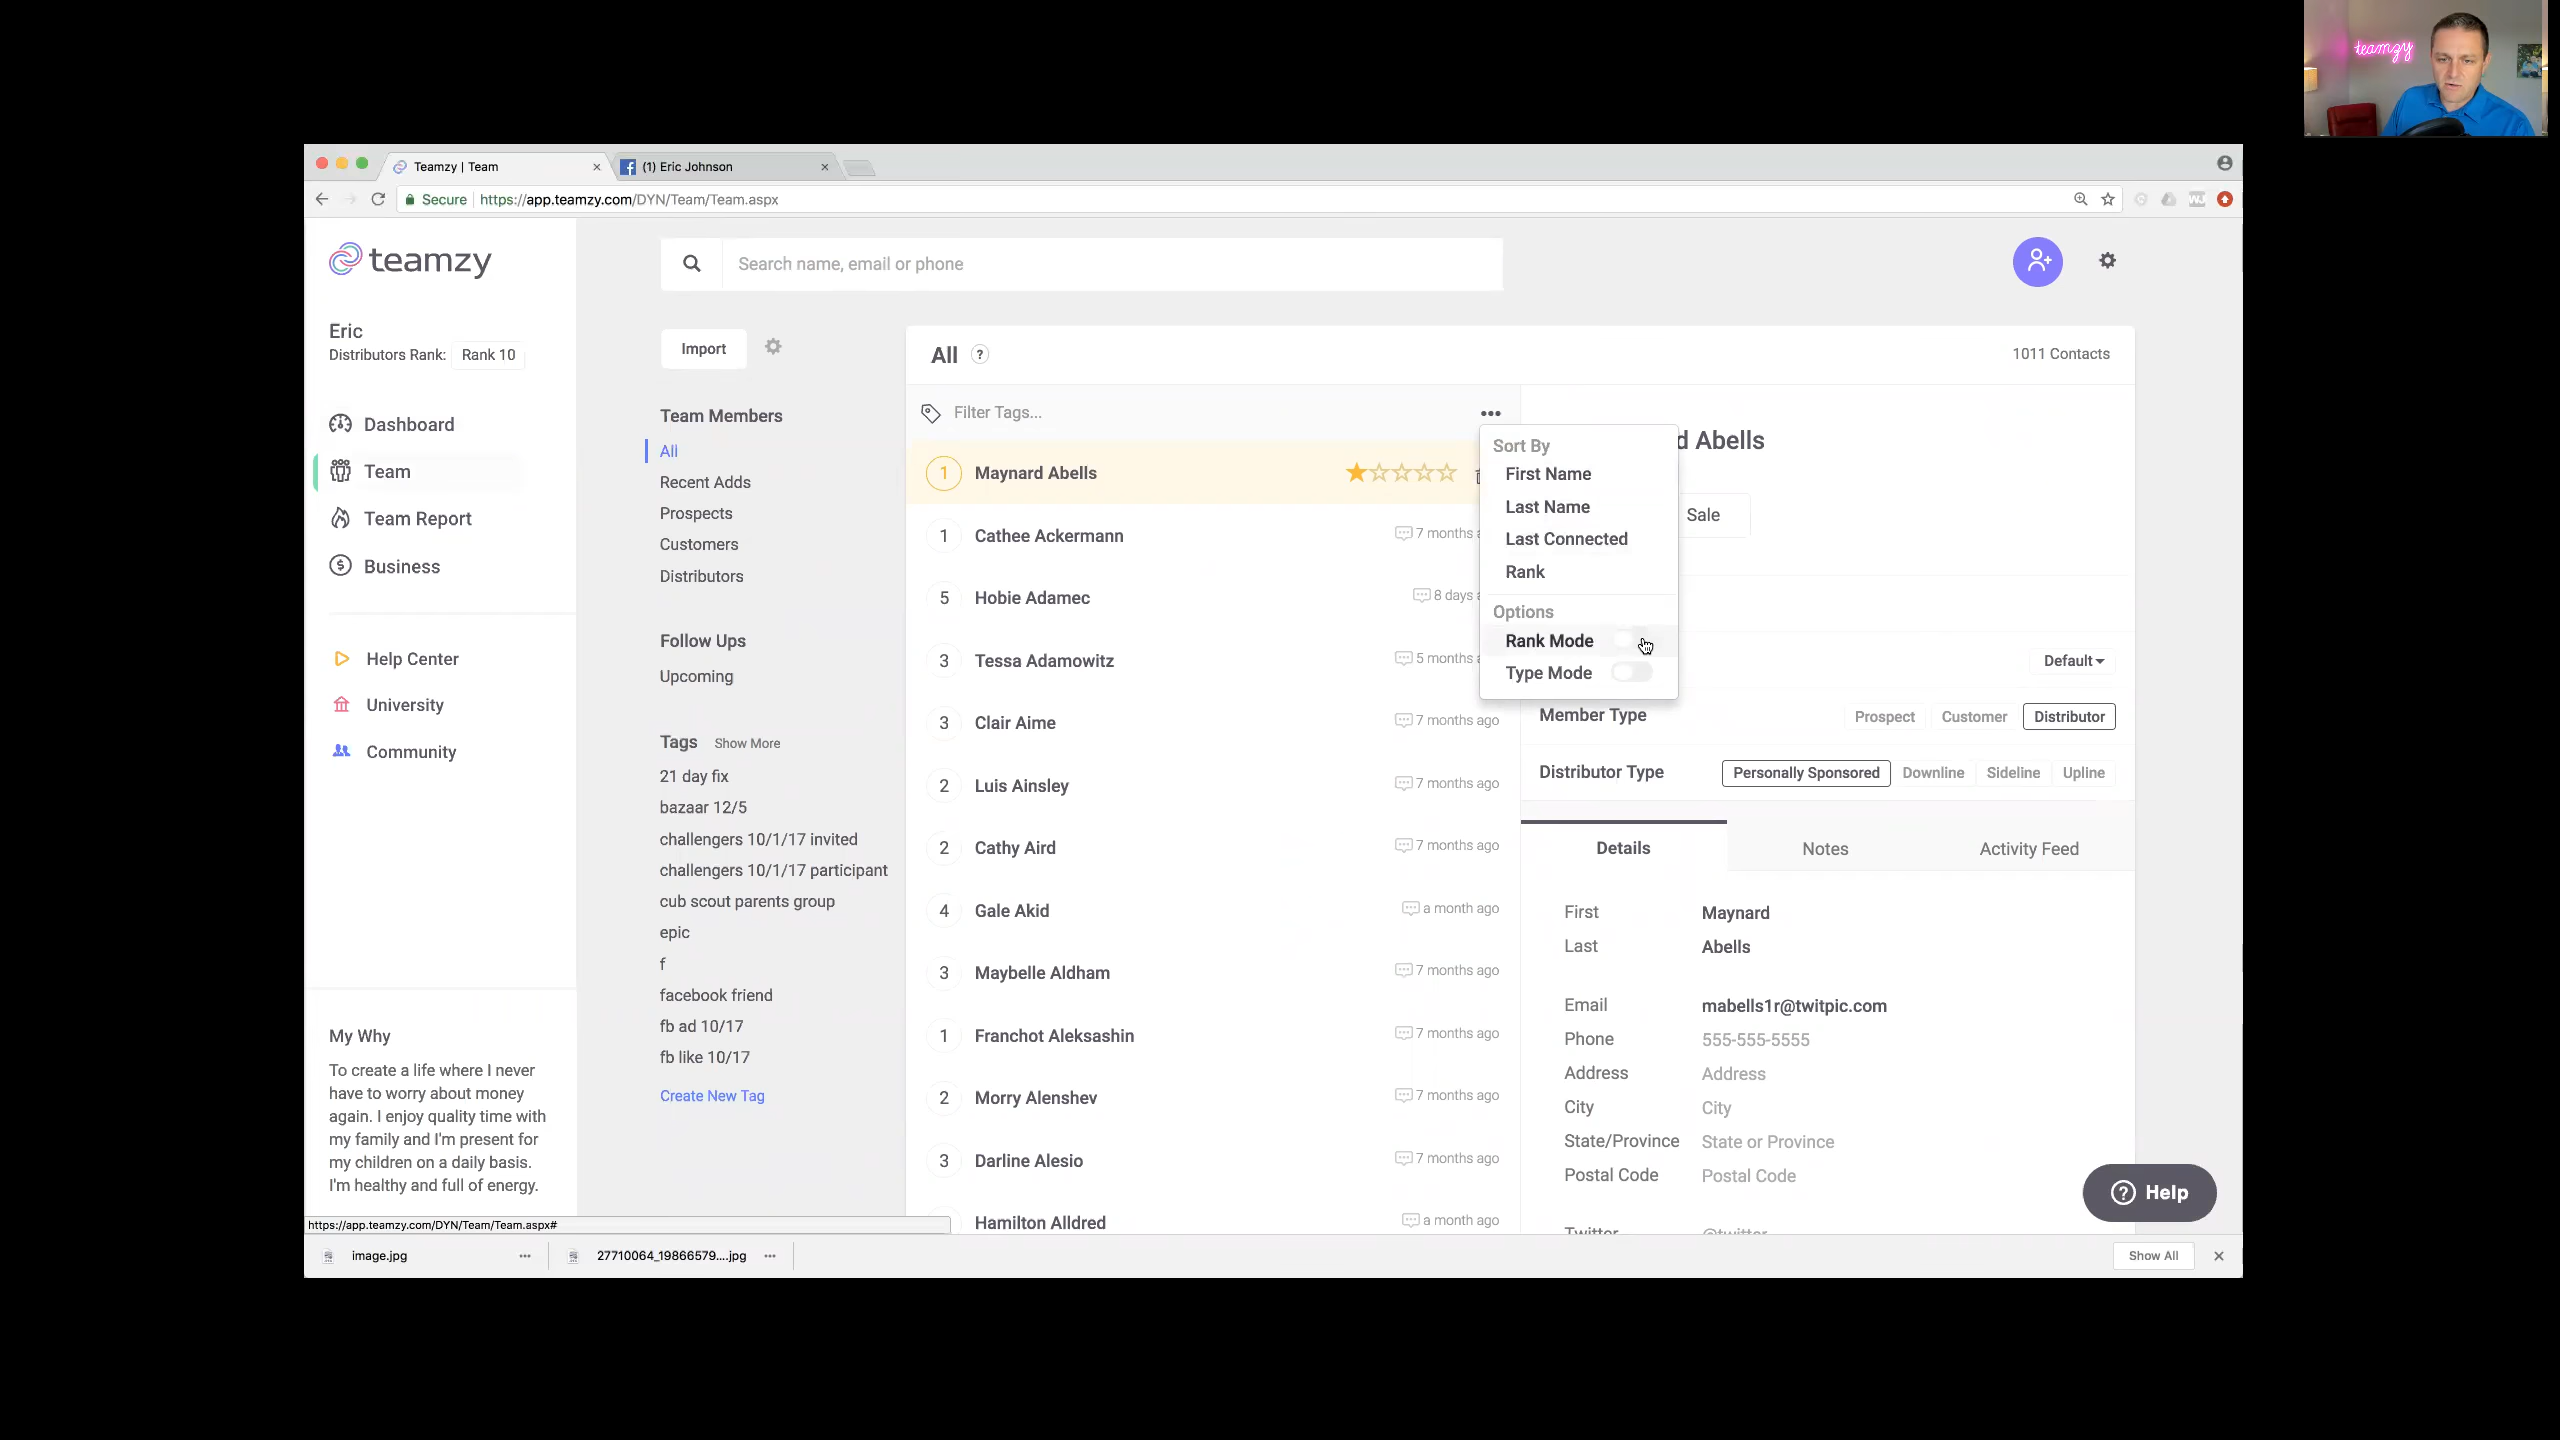 teamzy
Teamzy | Team
(1) Eric Johnson
Secure
https://app.teamzy.com/DYN/Team/Team.aspx
teamzy
Search name, email or phone
Eric
Distributors Rank: Rank 10
Dashboard
Team
Team Report
Business
Help Center
University
Community
My Why
To create a life where I never
have to worry about money
again. I enjoy quality time with
my family and I'm present for
my children on a daily basis.
I'm healthy and full of energy.
Import
Team Members
All
Recent Adds
Prospects
Customers
Distributors
Follow Ups
Upcoming
Tags Show More
21 day fix
bazaar 12/5
challengers 10/1/17 invited
challengers 10/1/17 participant
cub scout parents group
epic
f
facebook friend
fb ad 10/17
fb like 10/17
Create New Tag
All ?
1011 Contacts
Filter Tags...
1 Maynard Abells
1 Cathee Ackermann 7 months
5 Hobie Adamec 8 days
3 Tessa Adamowitz 5 months
3 Clair Aime 7 months ago
2 Luis Ainsley 7 months ago
2 Cathy Aird 7 months ago
4 Gale Akid a month ago
3 Maybelle Aldham 7 months ago
1 Franchot Aleksashin 7 months ago
2 Morry Alenshev 7 months ago
3 Darline Alesio 7 months ago
Hamilton Alldred a month ago
Sort By
First Name
Last Name
Last Connected
Rank
Options
Rank Mode
Type Mode
d Abells
Sale
Default
Member Type Prospect Customer Distributor
Distributor Type Personally Sponsored Downline Sideline Upline
Details Notes Activity Feed
First Maynard
Last Abells
Email mabells1r@twitpic.com
Phone 555-555-5555
Address Address
City City
State/Province State or Province
Postal Code Postal Code
Twitter @twitter
? Help
https://app.teamzy.com/DYN/Team/Team.aspx#
image.jpg
27710064_19866579....jpg
Show All